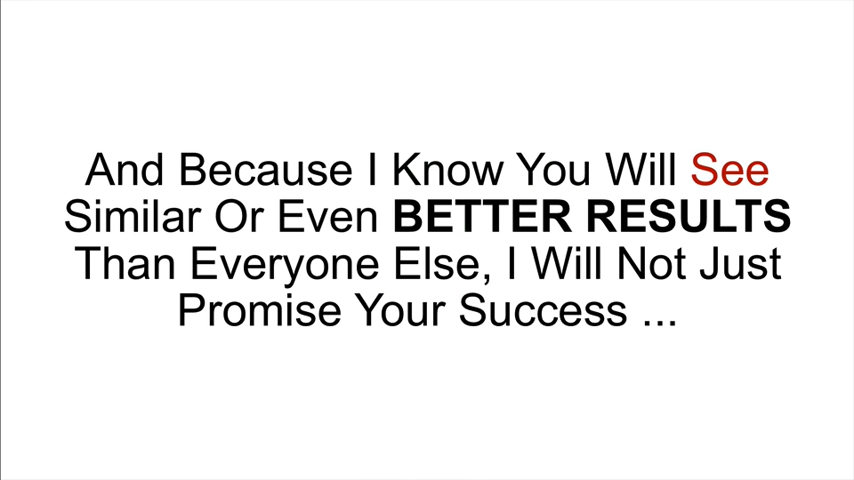 And Because I Know You Will See
Similar Or Even BETTER RESULTS
Than Everyone Else, I Will Not Just
Promise Your Success ...